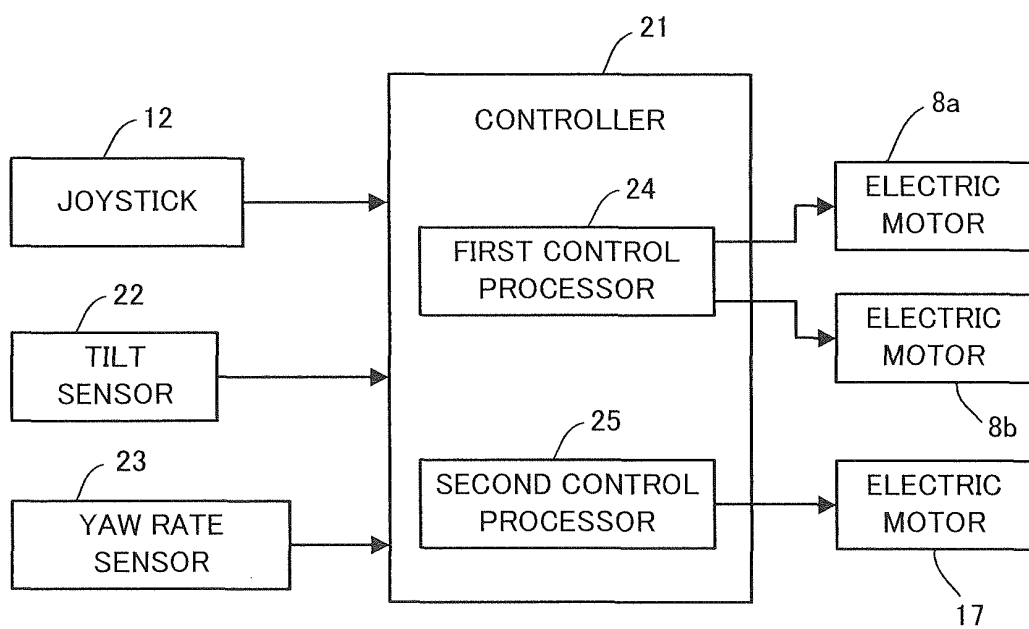 21
CONTROLLER
12
JOYSTICK
8a
ELECTRIC
MOTOR
24
FIRST CONTROL
PROCESSOR
22
TILT
SENSOR
ELECTRIC
MOTOR
8b
25
SECOND CONTROL
PROCESSOR
23
YAW RATE
SENSOR
ELECTRIC
MOTOR
17